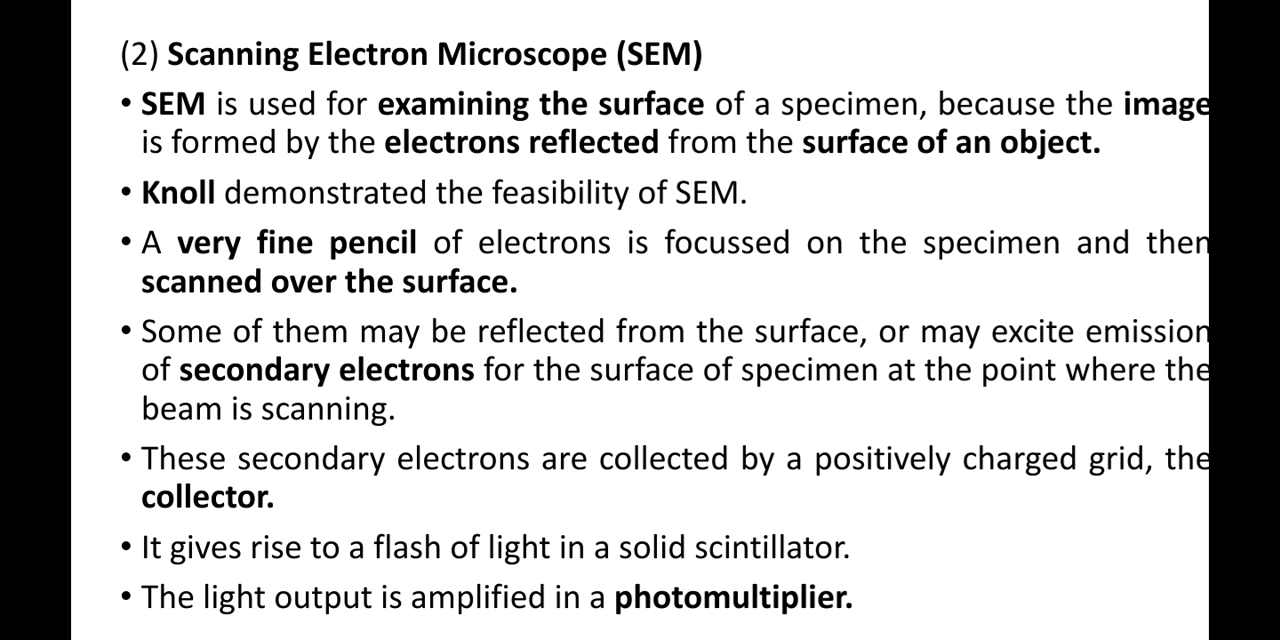 (2) Scanning Electron Microscope (SEM)
• SEM is used for examining the surface of a specimen, because the image
is formed by the electrons reflected from the surface of an object.
• Knoll demonstrated the feasibility of SEM.
• A very fine pencil of electrons is focussed on the specimen and then
scanned over the surface.
• Some of them may be reflected from the surface, or may excite emission
of secondary electrons for the surface of specimen at the point where the
beam is scanning.
• These secondary electrons are collected by a positively charged grid, the
collector.
• It gives rise to a flash of light in a solid scintillator.
• The light output is amplified in a photomultiplier.